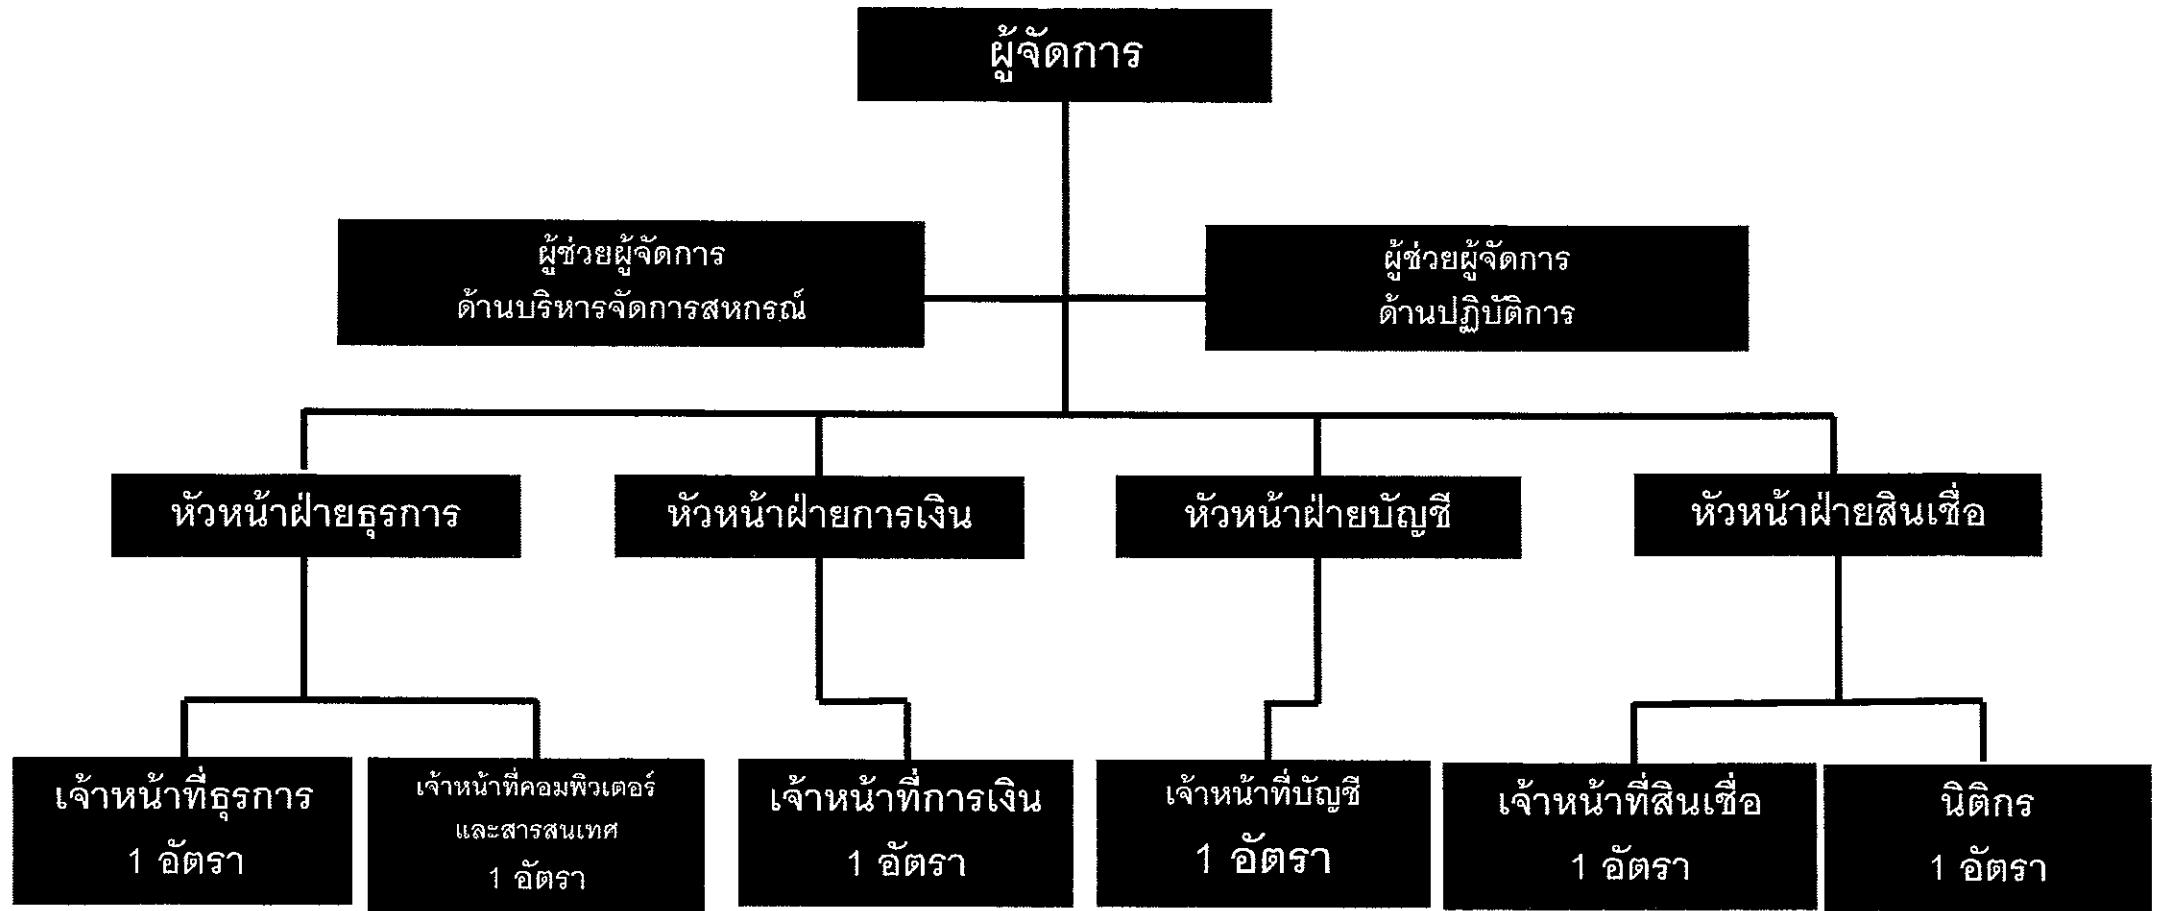 ผู้จัดการ
ผู้ช่วยผู้จัดการ
ด้านบริหารจัดการสหกรณ์
ผู้ช่วยผู้จัดการ
ด้านปฏิบัติการ
หัวหน้าฝ่ายธุรการ
หัวหน้าฝ่ายการเงิน
หัวหน้าฝ่ายบัญชี
หัวหน้าฝ่ายสินเชื่อ
เจ้าหน้าที่ธุรการ
1 อัตรา
เจ้าหน้าที่คอมพิวเตอร์
และสารสนเทศ
1 อัตรา
เจ้าหน้าที่การเงิน
1 อัตรา
เจ้าหน้าที่บัญชี
1 อัตรา
เจ้าหน้าที่สินเชื่อ
1 อัตรา
นิติกร
1 อัตรา